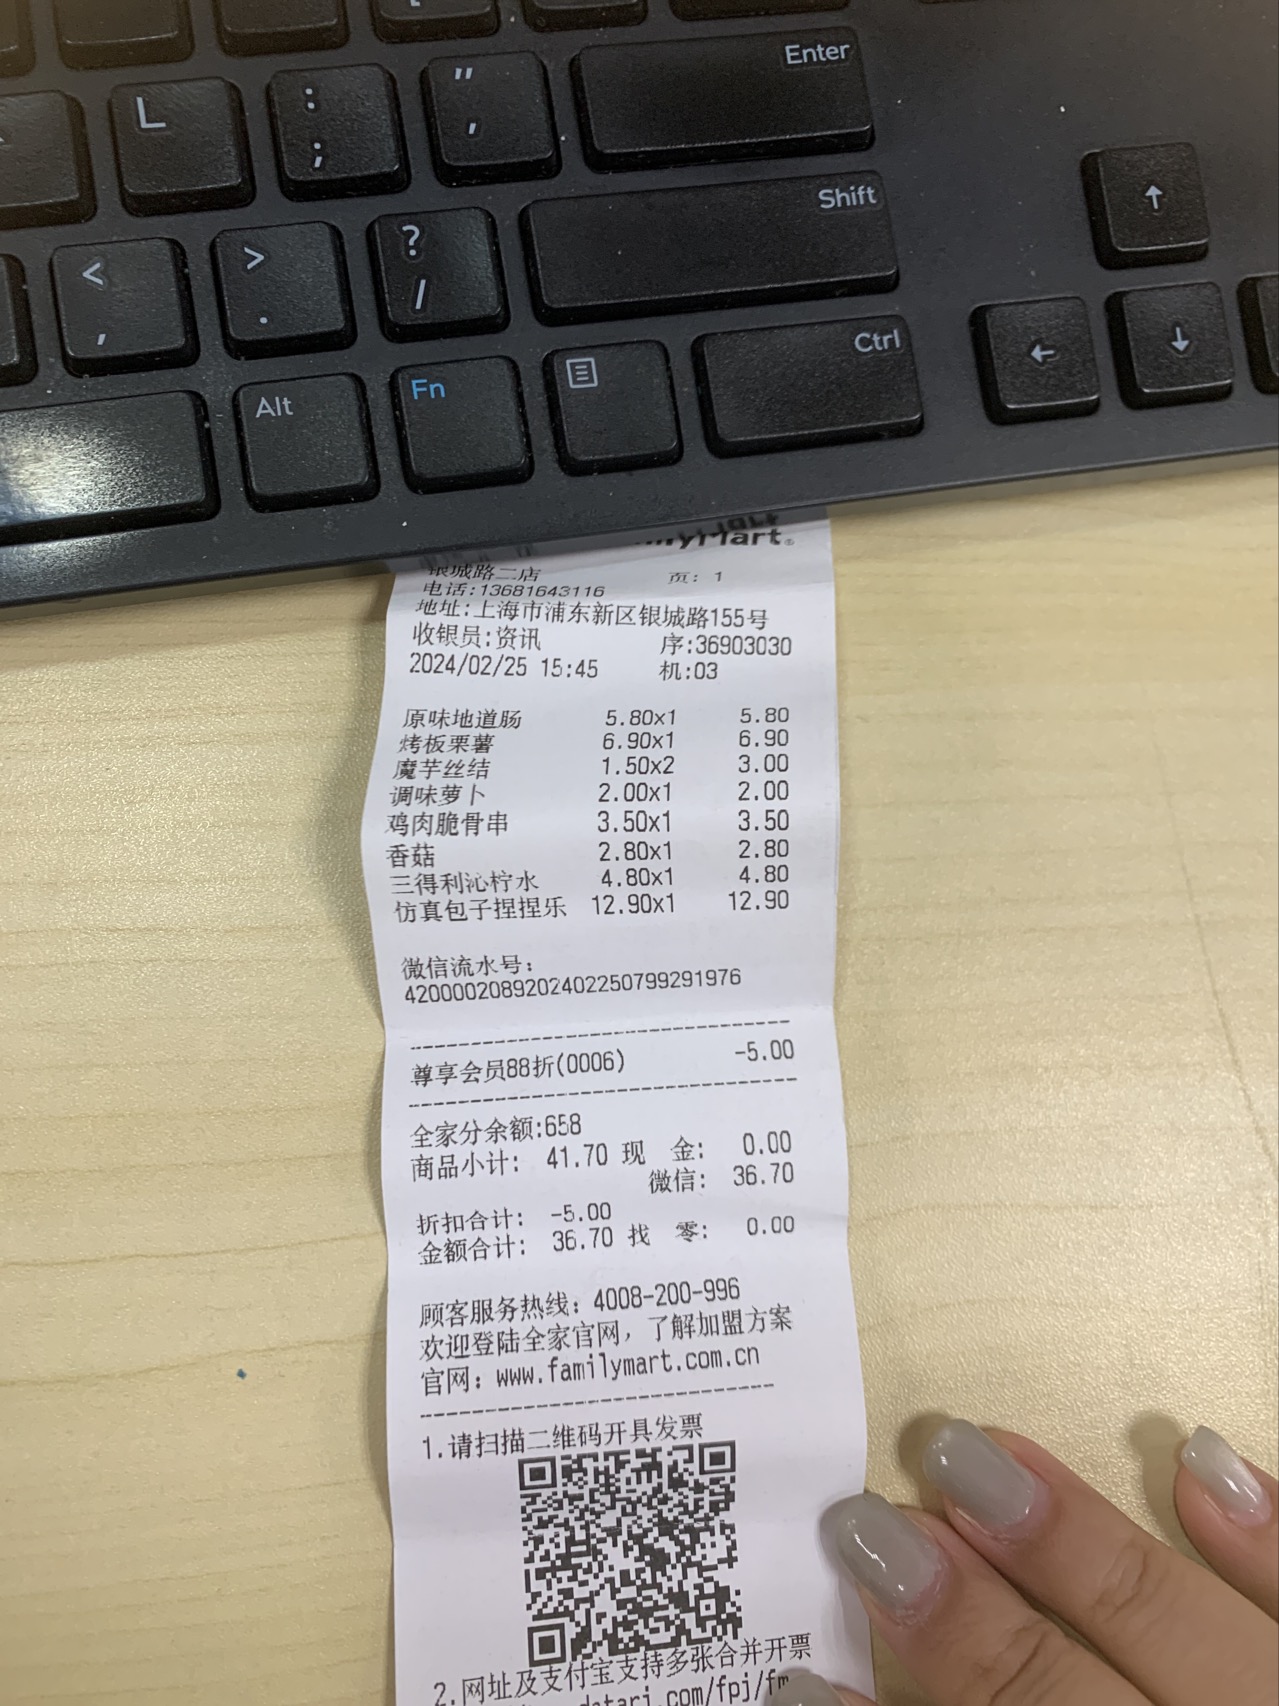 Enter
L
:
;
"
,
Shift
<
,
>
.
?
/
Ctrl
Alt
Fn
↑
←
↓
银城路二店 页: 1
电话:13681643116
地址:上海市浦东新区银城路155号
收银员:资讯 序:36903030
2024/02/25 15:45 机:03
原味地道肠 5.80x1 5.80
烤板栗薯 6.90x1 6.90
魔芋丝结 1.50x2 3.00
调味萝卜 2.00x1 2.00
鸡肉脆骨串 3.50x1 3.50
香菇 2.80x1 2.80
三得利沁柠水 4.80x1 4.80
仿真包子捏捏乐 12.90x1 12.90
微信流水号:
4200002089202402250799291976
尊享会员88折(0006) -5.00
全家分余额:658
商品小计: 41.70 现 金: 0.00
微信: 36.70
折扣合计: -5.00
金额合计: 36.70 找 零: 0.00
顾客服务热线: 4008-200-996
欢迎登陆全家官网，了解加盟方案
官网: www.familymart.com.cn
1.请扫描二维码开具发票
2.网址及支付宝支持多张合并开票